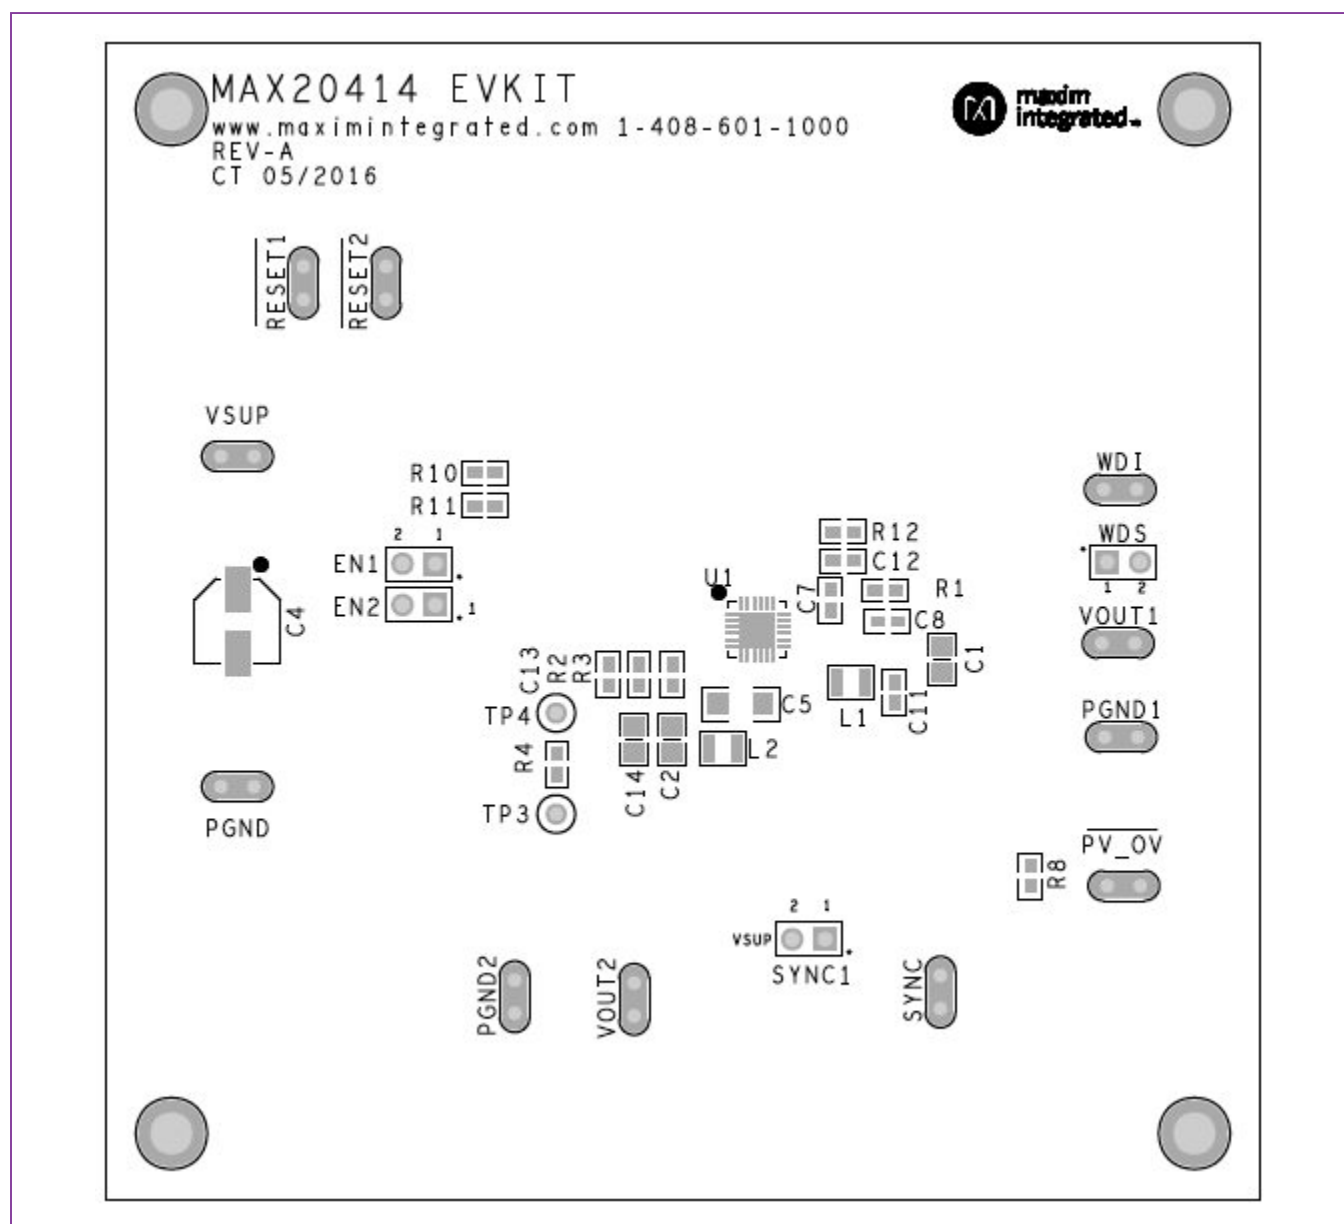 MAX20414 EVKIT
www.maximintegrated.com 1-408-601-1000
REV-A
CT 05/2016
maxim
integrated™
RESET1
RESET2
VSUP
R10
R11
2 1
EN1
EN2
1
C4
WDI
WDS
1 2
R12
C12
U1
C7
R1
C8
VOUT1
C1
C13
R2
R3
C5
L1
C11
PGND1
TP4
R4
C14
C2
L2
TP3
PGND
PV_OV
R8
2 1
VSUP
SYNC1
PGND2
VOUT2
SYNC